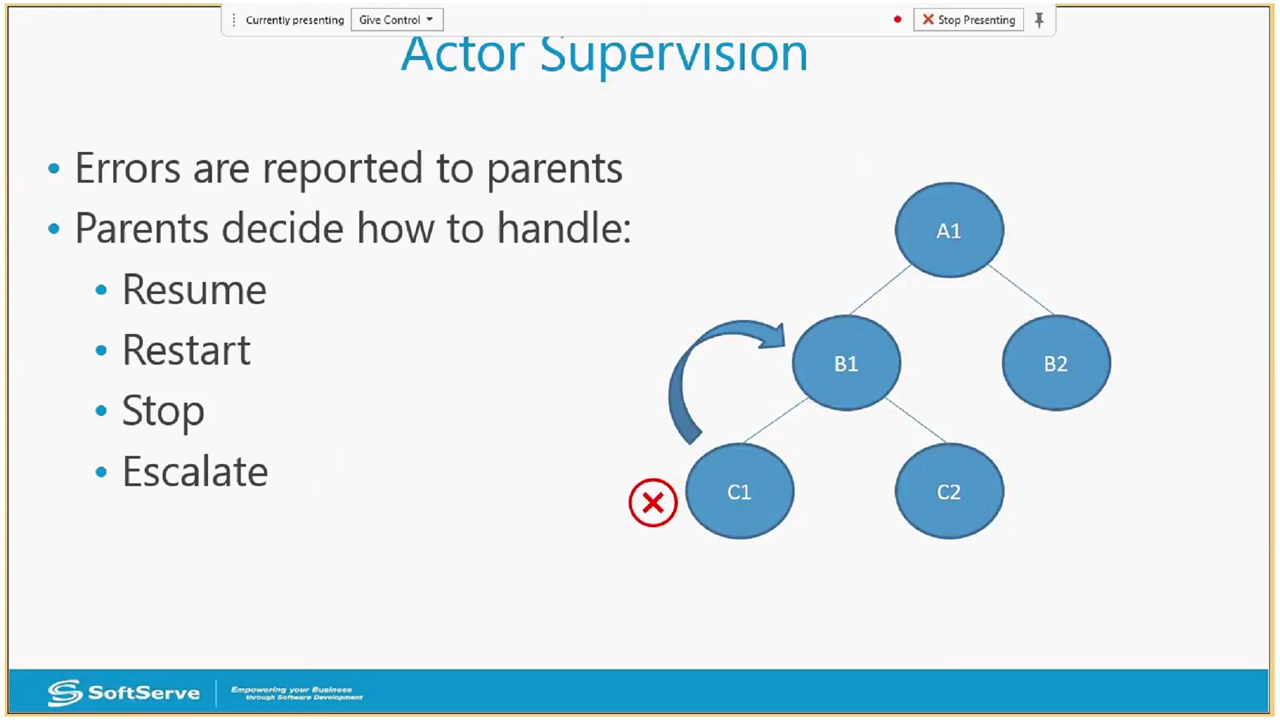 Currently presenting Give Control Stop Presenting
Actor Supervision
• Errors are reported to parents
• Parents decide how to handle:
• Resume
• Restart
• Stop
• Escalate
A1
B1 B2
C1 C2
SoftServe
Empowering your Business
through Software Development